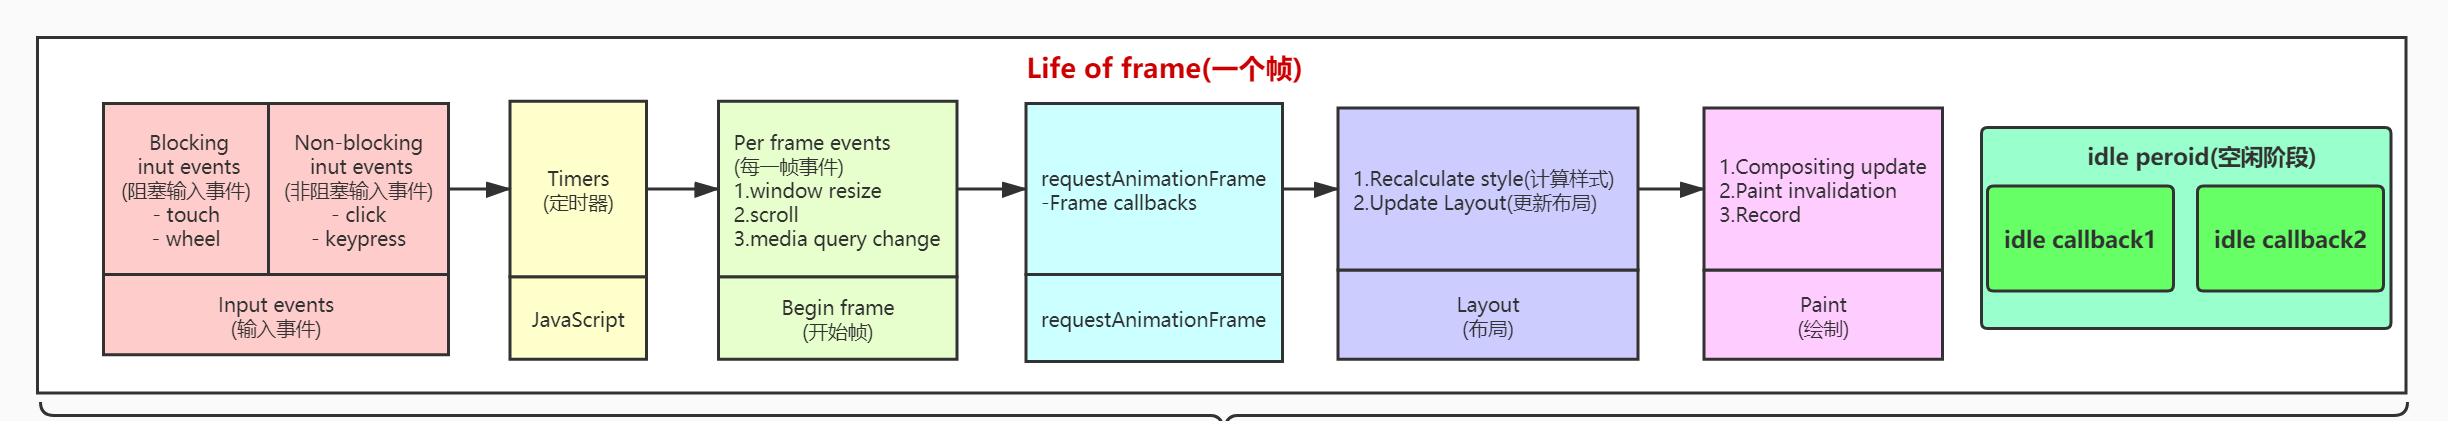 Life of frame(一个帧)
Blocking
inut events
(阻塞输入事件)
- touch
- wheel
Non-blocking
inut events
(非阻塞输入事件)
- click
- keypress
Input events
(输入事件)
Timers
(定时器)
JavaScript
Per frame events
(每一帧事件)
1.window resize
2.scroll
3.media query change
Begin frame
(开始帧)
requestAnimationFrame
-Frame callbacks
requestAnimationFrame
1.Recalculate style(计算样式)
2.Update Layout(更新布局)
Layout
(布局)
1.Compositing update
2.Paint invalidation
3.Record
Paint
(绘制)
idle peroid(空闲阶段)
idle callback1
idle callback2